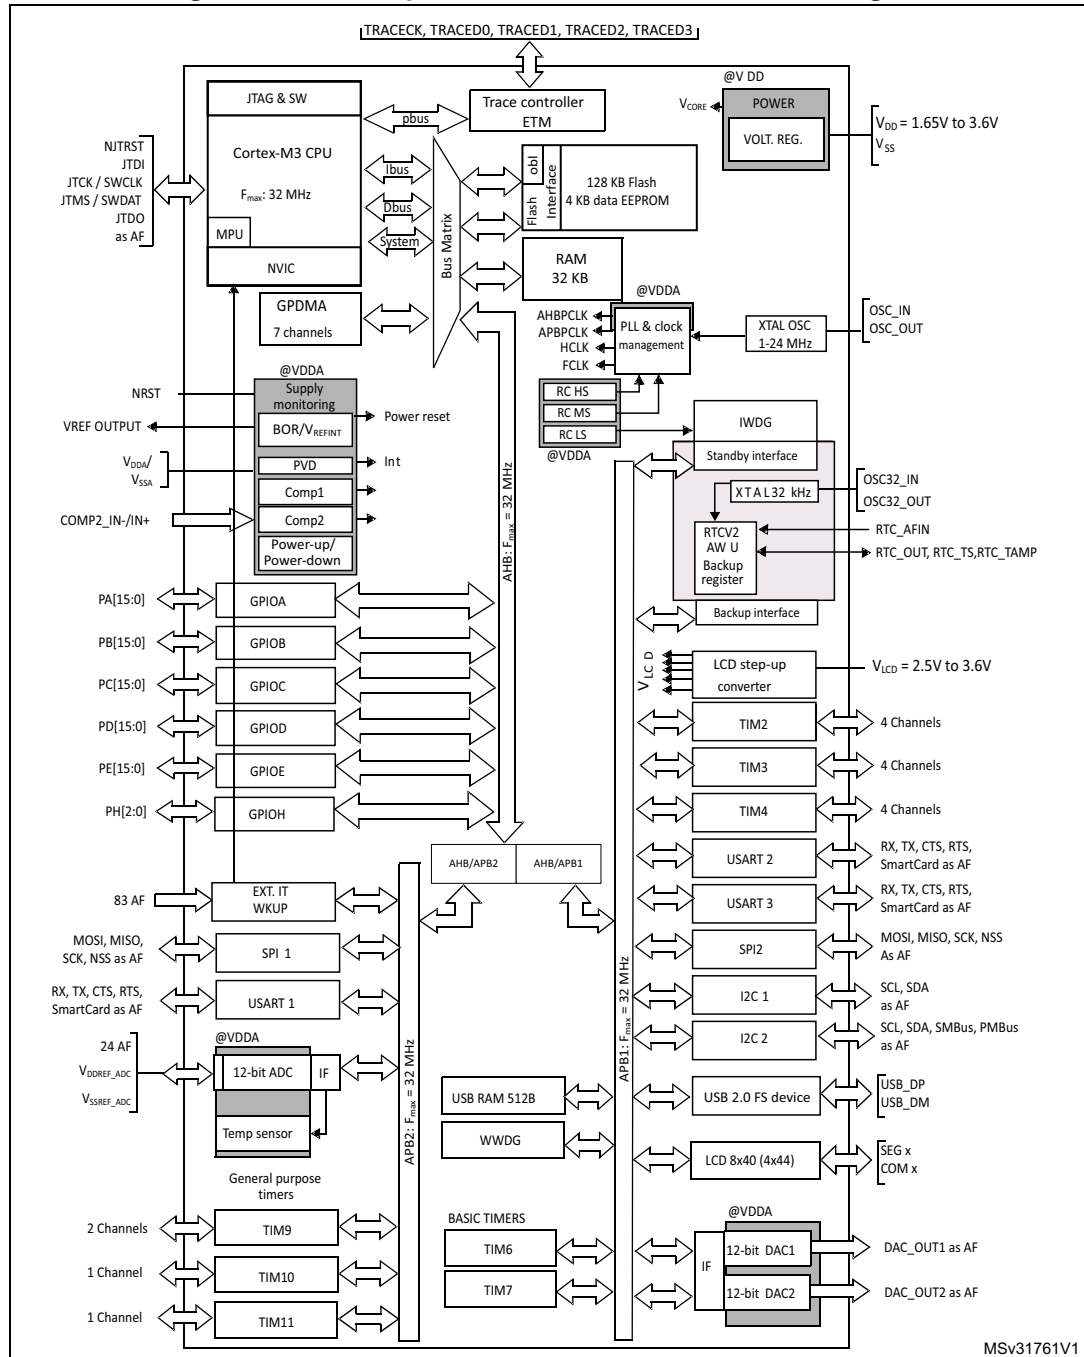 TRACECK, TRACED0, TRACED1, TRACED2, TRACED3
@V DD
JTAG & SW
Trace controller
ETM
pbus
VCORE
POWER
VOLT. REG.
VDD = 1.65V to 3.6V
VSS
NJTRST
JTDI
JTCK / SWCLK
JTMS / SWDAT
JTDO
as AF
Cortex-M3 CPU
Fmax: 32 MHz
MPU
NVIC
Ibus
Dbus
System
Bus Matrix
obl
Flash
Interface
128 KB Flash
4 KB data EEPROM
RAM
32 KB
GPDMA
7 channels
@VDDA
AHBPCLK
APBPCLK
HCLK
FCLK
PLL & clock
management
XTAL OSC
1-24 MHz
OSC_IN
OSC_OUT
@VDDA
Supply
monitoring
NRST
VREF OUTPUT
BOR/VREFINT
Power reset
VDDA/
VSSA
PVD
Int
Comp1
COMP2_IN-/IN+
Comp2
Power-up/
Power-down
RC HS
RC MS
RC LS
@VDDA
IWDG
Standby interface
XTAL32 kHz
OSC32_IN
OSC32_OUT
RTCV2
AW U
Backup
register
RTC_AFIN
RTC_OUT, RTC_TS,RTC_TAMP
Backup interface
AHB: Fmax = 32 MHz
PA[15:0]
GPIOA
PB[15:0]
GPIOB
PC[15:0]
GPIOC
PD[15:0]
GPIOD
PE[15:0]
GPIOE
PH[2:0]
GPIOH
VLC D
LCD step-up
converter
VLCD = 2.5V to 3.6V
TIM2
4 Channels
TIM3
4 Channels
TIM4
4 Channels
AHB/APB2
AHB/APB1
USART 2
RX, TX, CTS, RTS,
SmartCard as AF
83 AF
EXT. IT
WKUP
USART 3
RX, TX, CTS, RTS,
SmartCard as AF
MOSI, MISO,
SCK, NSS as AF
SPI 1
SPI2
MOSI, MISO, SCK, NSS
As AF
RX, TX, CTS, RTS,
SmartCard as AF
USART 1
I2C 1
SCL, SDA
as AF
I2C 2
SCL, SDA, SMBus, PMBus
as AF
APB2: Fmax = 32 MHz
APB1: Fmax = 32 MHz
@VDDA
24 AF
VDDREF_ADC
VSSREF_ADC
12-bit ADC
IF
Temp sensor
USB RAM 512B
USB 2.0 FS device
USB_DP
USB_DM
WWDG
LCD 8x40 (4x44)
SEG x
COM x
General purpose
timers
2 Channels
TIM9
1 Channel
TIM10
1 Channel
TIM11
BASIC TIMERS
TIM6
TIM7
@VDDA
IF
12-bit DAC1
DAC_OUT1 as AF
12-bit DAC2
DAC_OUT2 as AF
MSv31761V1